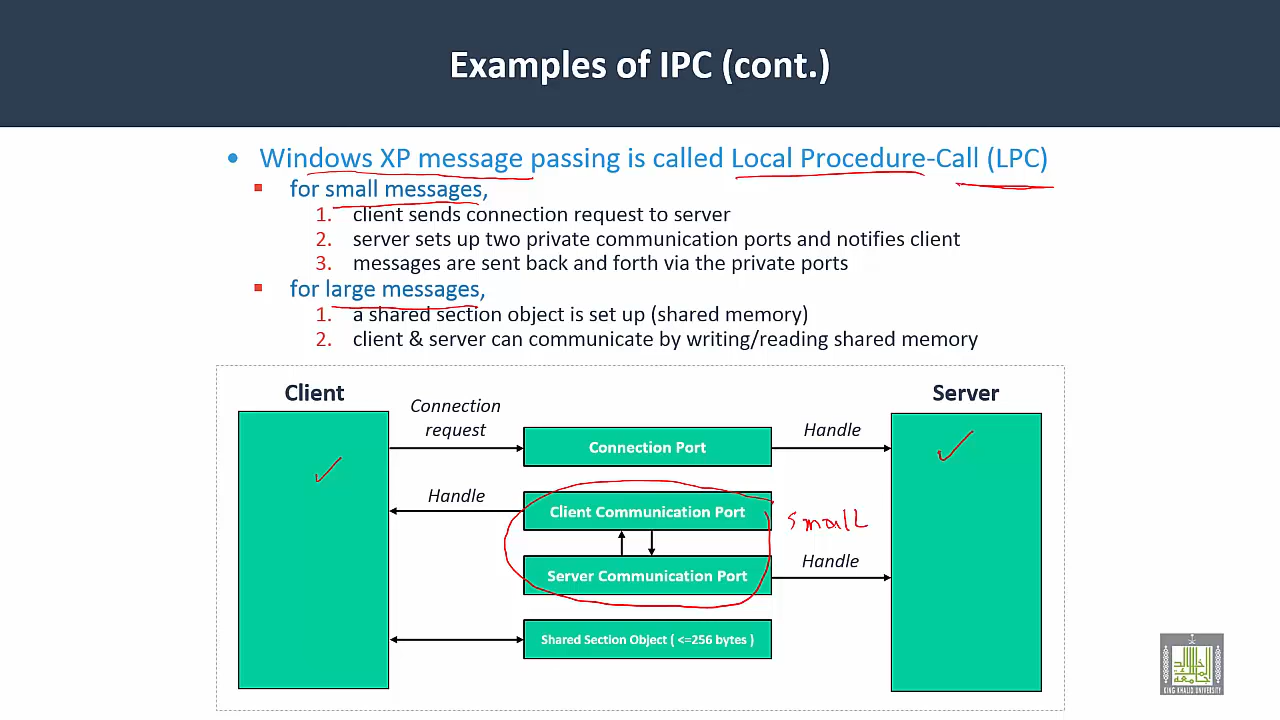 Examples of IPC (cont.)
• Windows XP message passing is called Local Procedure-Call (LPC)
▪ for small messages,
1. client sends connection request to server
2. server sets up two private communication ports and notifies client
3. messages are sent back and forth via the private ports
▪ for large messages,
1. a shared section object is set up (shared memory)
2. client & server can communicate by writing/reading shared memory
Client
Server
Connection
request
Connection Port
Handle
Handle
Client Communication Port
small
Server Communication Port
Handle
Shared Section Object ( <=256 bytes )
KING KHALID UNIVERSITY